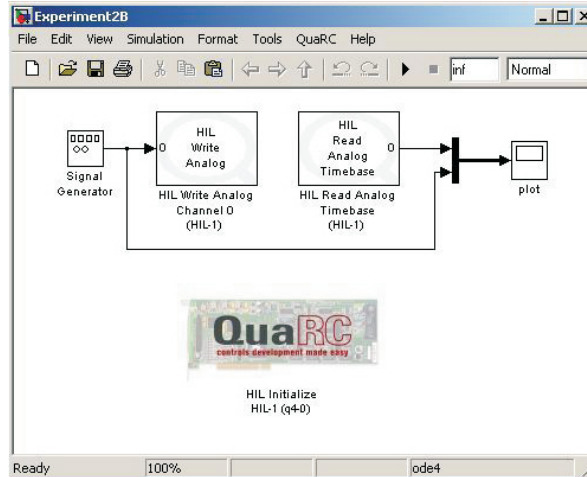 Experiment2B
File Edit View Simulation Format Tools QuaRC Help
inf Normal
Signal
Generator
0
HIL
Write
Analog
HIL Write Analog
Channel 0
(HIL-1)
HIL
Read
Analog
Timebase
0
HIL Read Analog
Timebase
(HIL-1)
plot
QuaRC
controls development made easy
HIL Initialize
HIL-1 (q4-0)
Ready 100% ode4